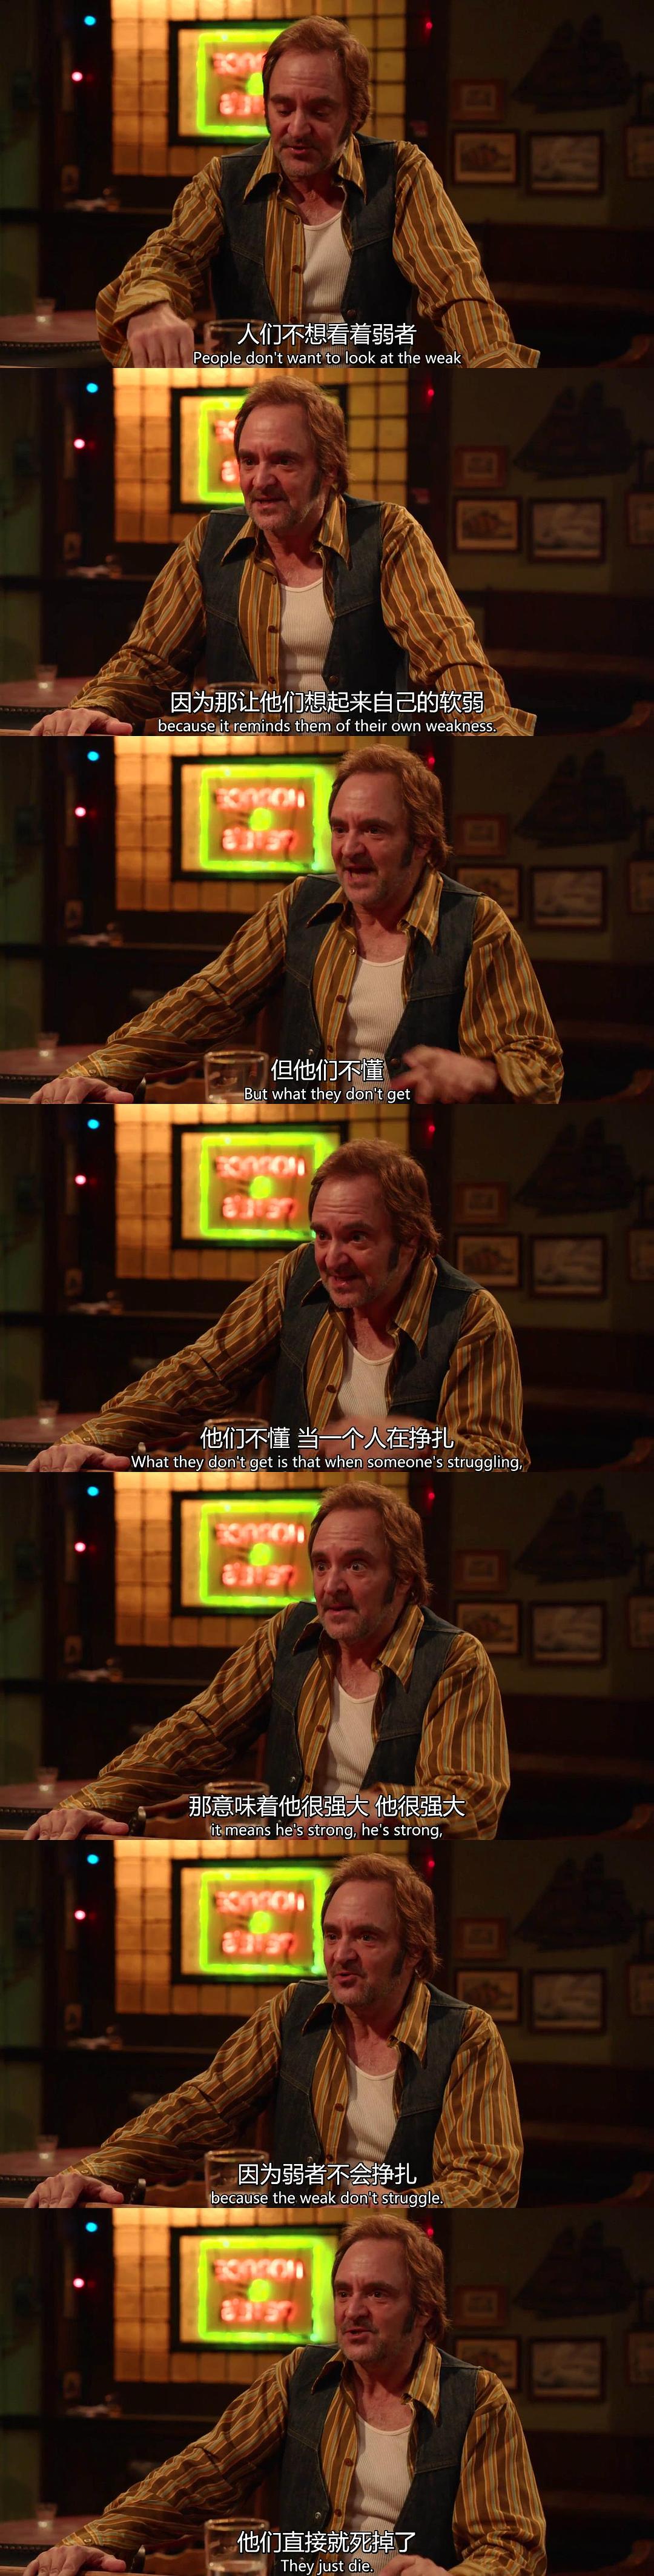 人们不想看着弱者
People don't want to look at the weak
因为那让他们想起来自己的软弱
because it reminds them of their own weakness.
但他们不懂
But what they don't get
他们不懂 当一个人在挣扎
What they don't get is that when someone's struggling,
那意味着他很强大 他很强大
it means he's strong, he's strong,
因为弱者不会挣扎
because the weak don't struggle.
他们直接就死掉了
They just die.